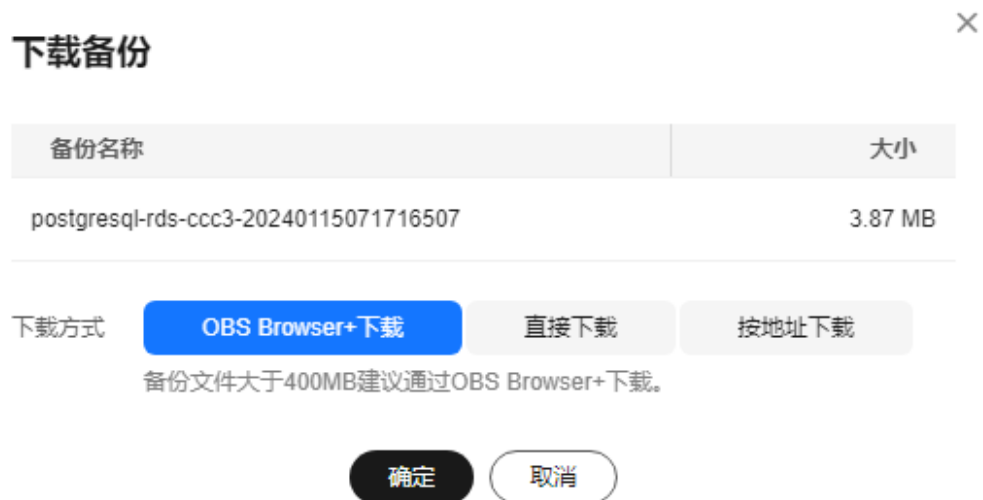 下载备份
备份名称 大小
postgresql-rds-ccc3-20240115071716507 3.87 MB
下载方式 OBS Browser+下载 直接下载 按地址下载
备份文件大于400MB建议通过OBS Browser+下载。
确定 取消